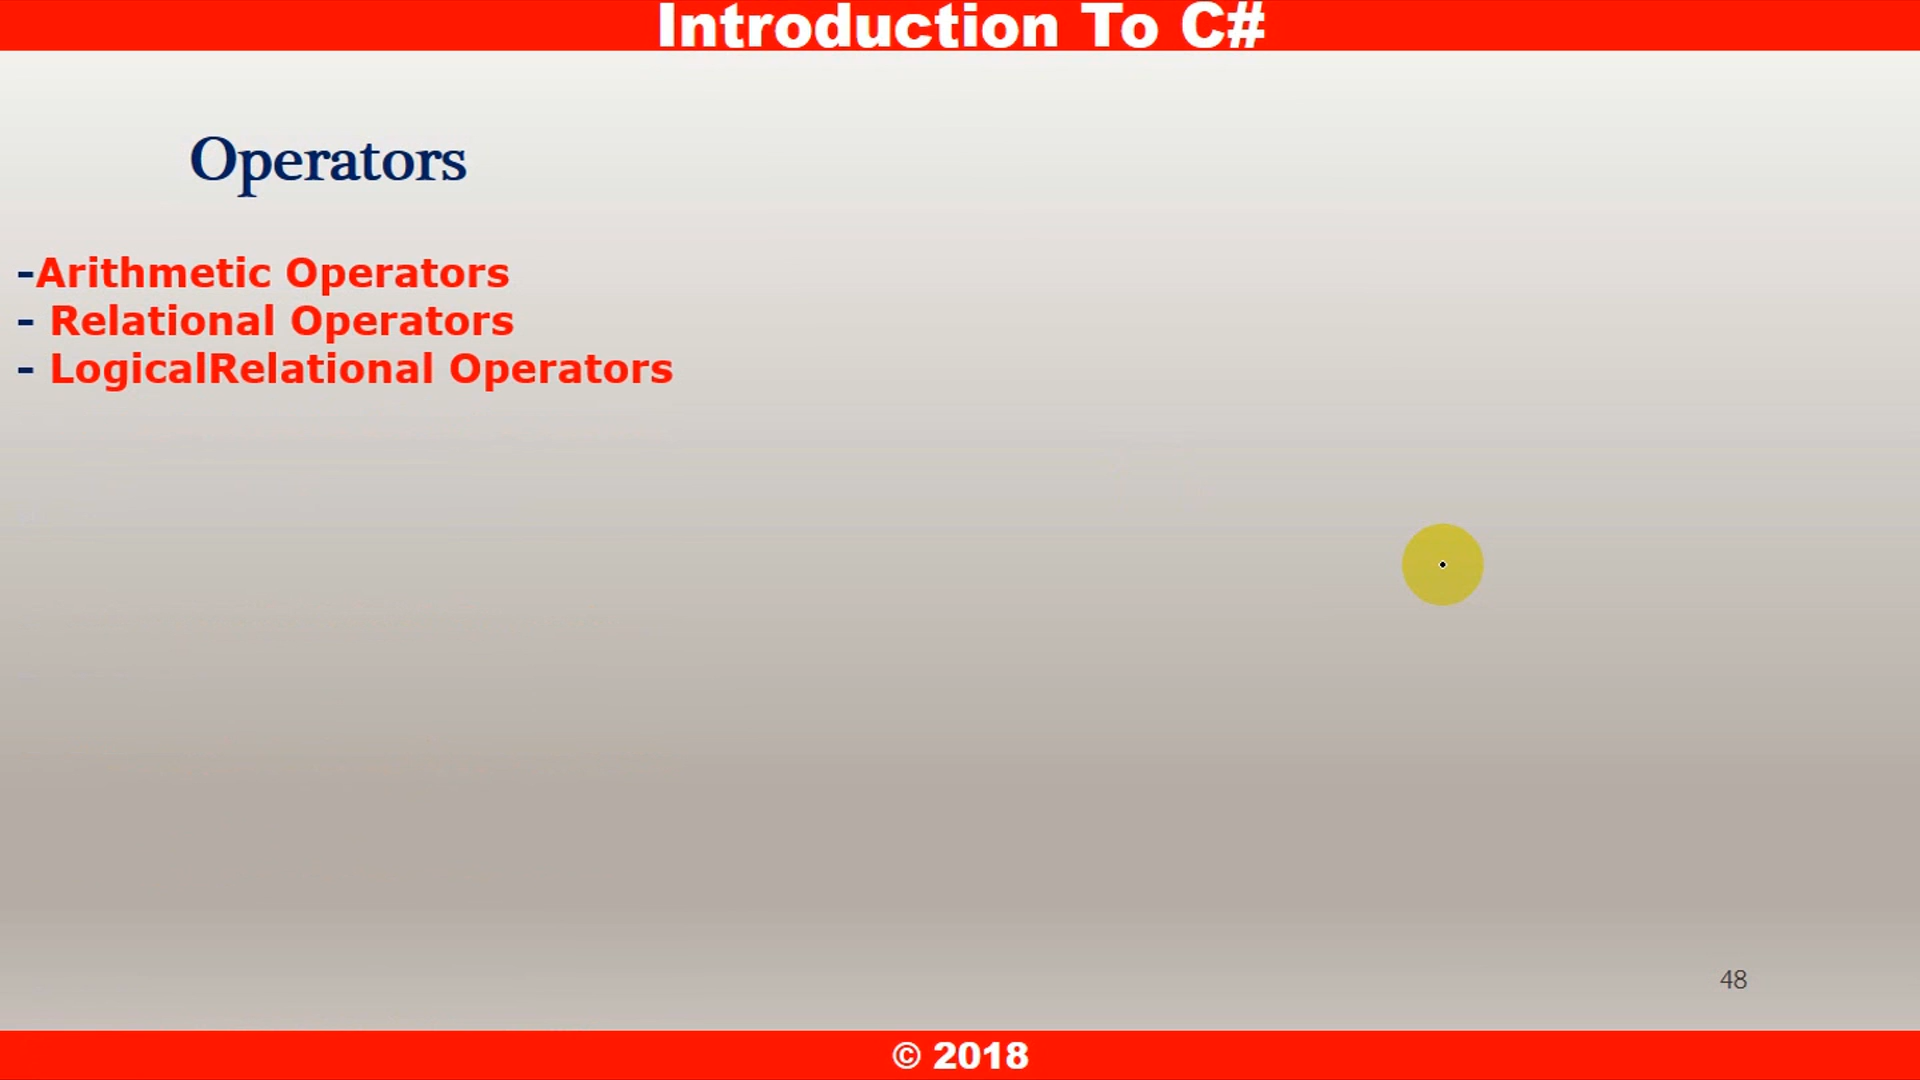 Introduction To C#
Operators
-Arithmetic Operators
- Relational Operators
- LogicalRelational Operators
48
© 2018